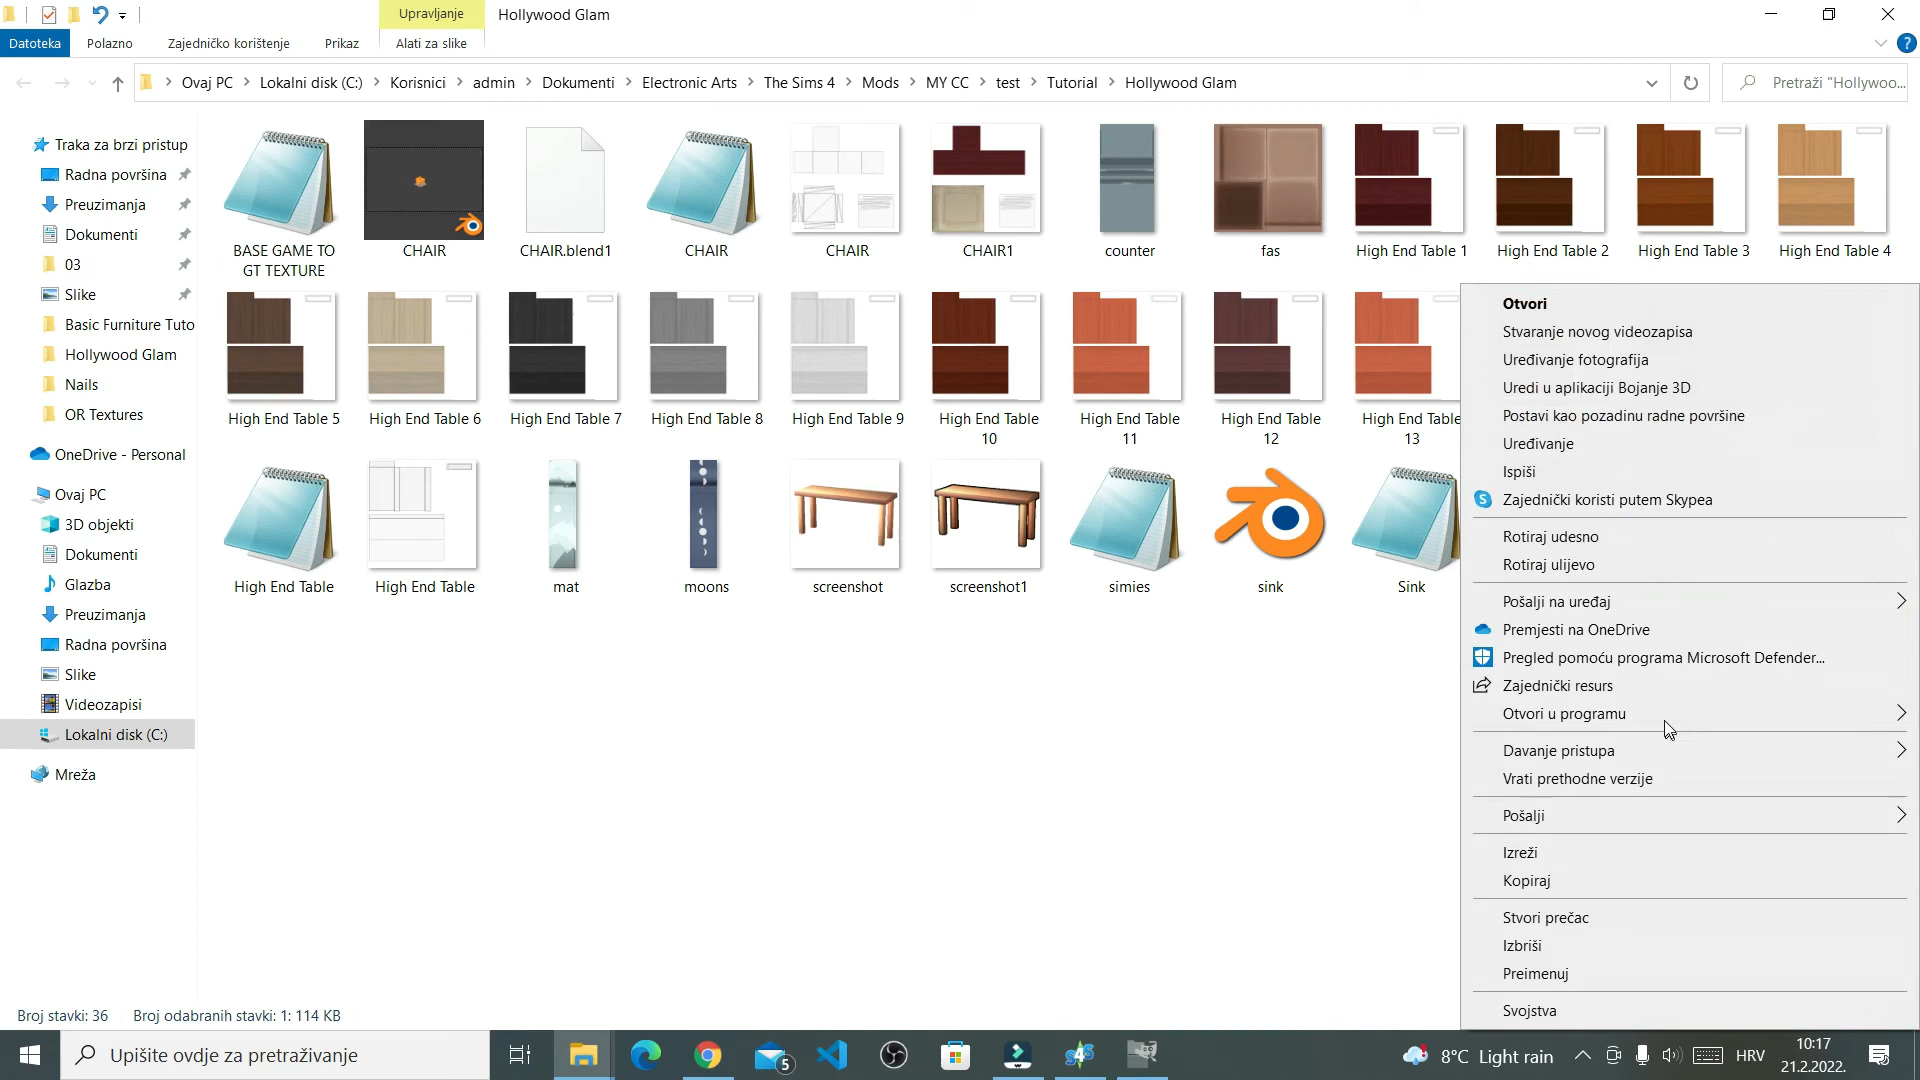 Upravljanje
Hollywood Glam
Datoteka
Polazno
Zajedničko korištenje
Prikaz
Alati za slike
?
Ovaj PC
Lokalni disk (C:)
Korisnici
admin
Dokumenti
Electronic Arts
The Sims 4
Mods
MY CC
test
Tutorial
Hollywood Glam
Pretraži "Hollywoo...
Traka za brzi pristup
Radna površina
Preuzimanja
Dokumenti
03
Slike
Basic Furniture Tuto
Hollywood Glam
Nails
OR Textures
OneDrive - Personal
Ovaj PC
3D objekti
Dokumenti
Glazba
Preuzimanja
Radna površina
Slike
Videozapisi
Lokalni disk (C:)
Mreža
BASE GAME TO
GT TEXTURE
CHAIR
CHAIR.blend1
CHAIR
CHAIR
CHAIR1
counter
fas
High End Table 1
High End Table 2
High End Table 3
High End Table 4
High End Table 5
High End Table 6
High End Table 7
High End Table 8
High End Table 9
High End Table
10
High End Table
11
High End Table
12
High End Table
13
High End Table
High End Table
mat
moons
screenshot
screenshot1
simies
sink
Sink
Otvori
Stvaranje novog videozapisa
Uređivanje fotografija
Uredi u aplikaciji Bojanje 3D
Postavi kao pozadinu radne površine
Uređivanje
Ispiši
Zajednički koristi putem Skypea
Rotiraj udesno
Rotiraj ulijevo
Pošalji na uređaj
Premjesti na OneDrive
Pregled pomoću programa Microsoft Defender...
Zajednički resurs
Otvori u programu
Davanje pristupa
Vrati prethodne verzije
Pošalji
Izreži
Kopiraj
Stvori prečac
Izbriši
Preimenuj
Svojstva
Broj stavki: 36
Broj odabranih stavki: 1: 114 KB
Upišite ovdje za pretraživanje
5
8°C Light rain
HRV
10:17
21.2.2022.